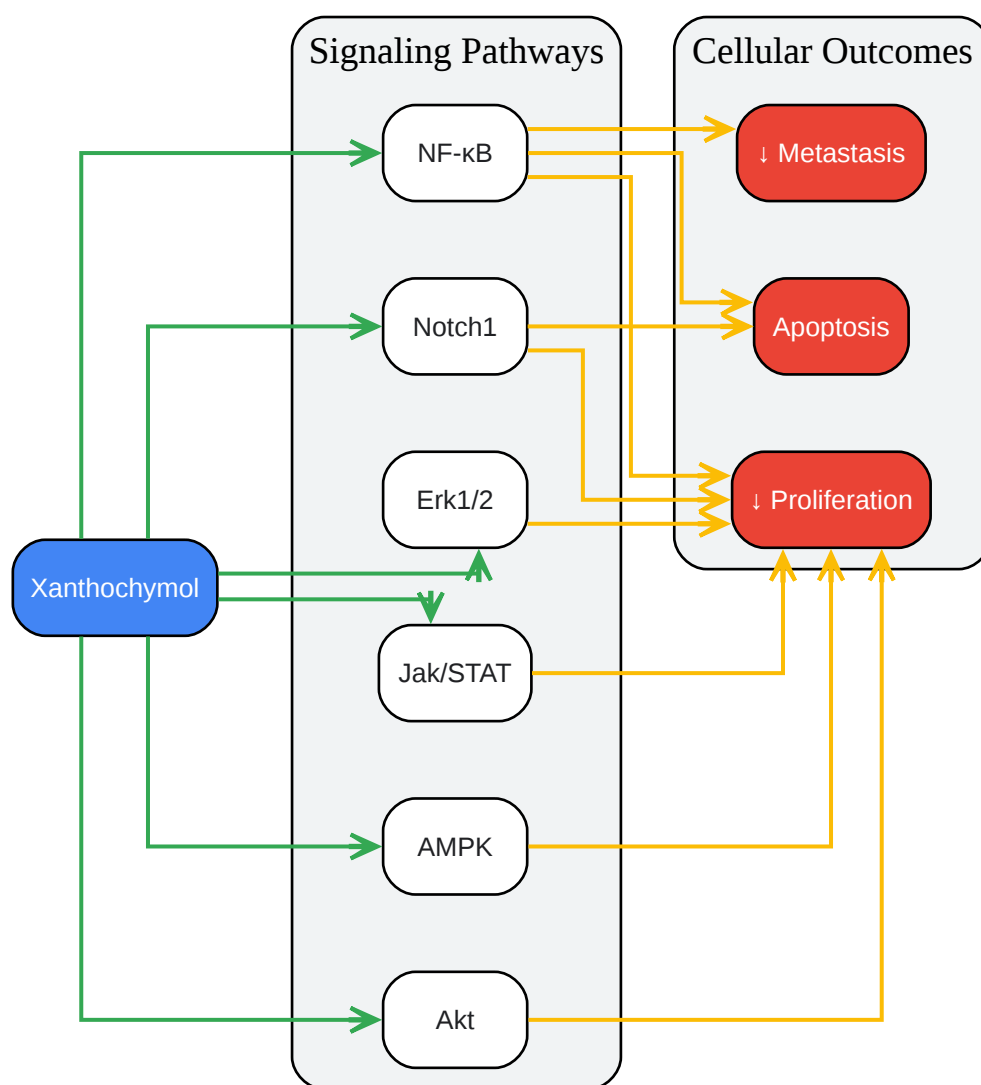 Signaling Pathways
Cellular Outcomes
NF-κB
↓ Metastasis
Notch1
Apoptosis
Erk1/2
↓ Proliferation
Xanthochymol
Jak/STAT
AMPK
Akt